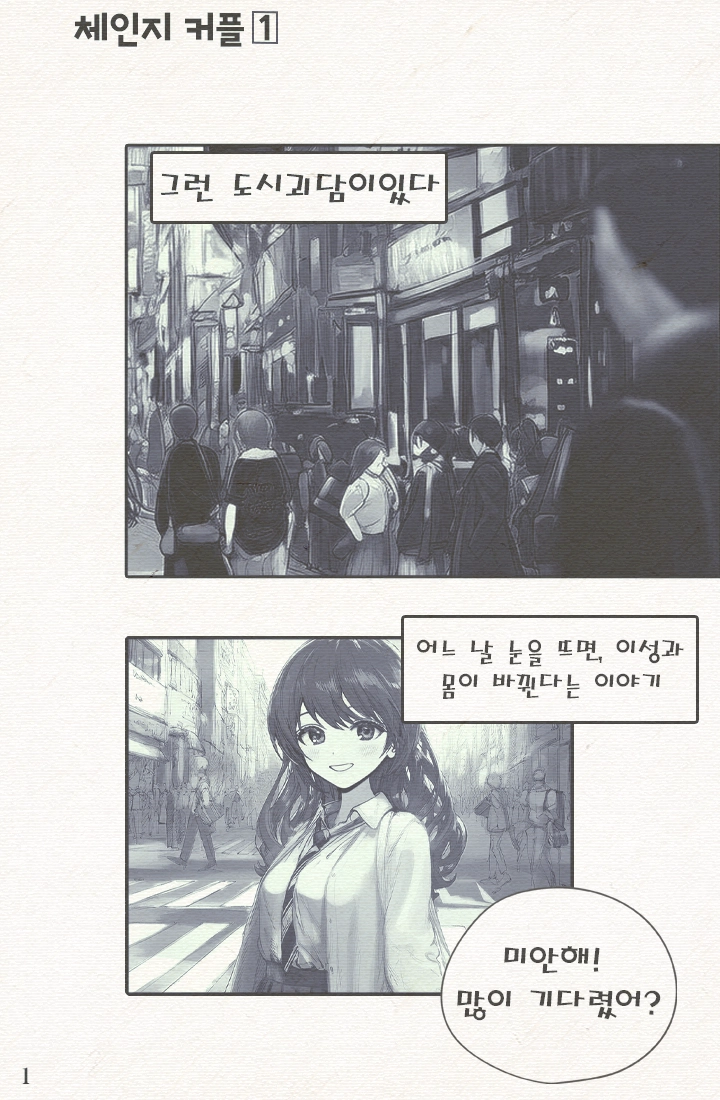 체인지 커플 1
그런 도시괴담이있다
어느 날 눈을 뜨면, 이성과
몸이 바뀐다는 이야기
미안해!
많이 기다렸어?
1